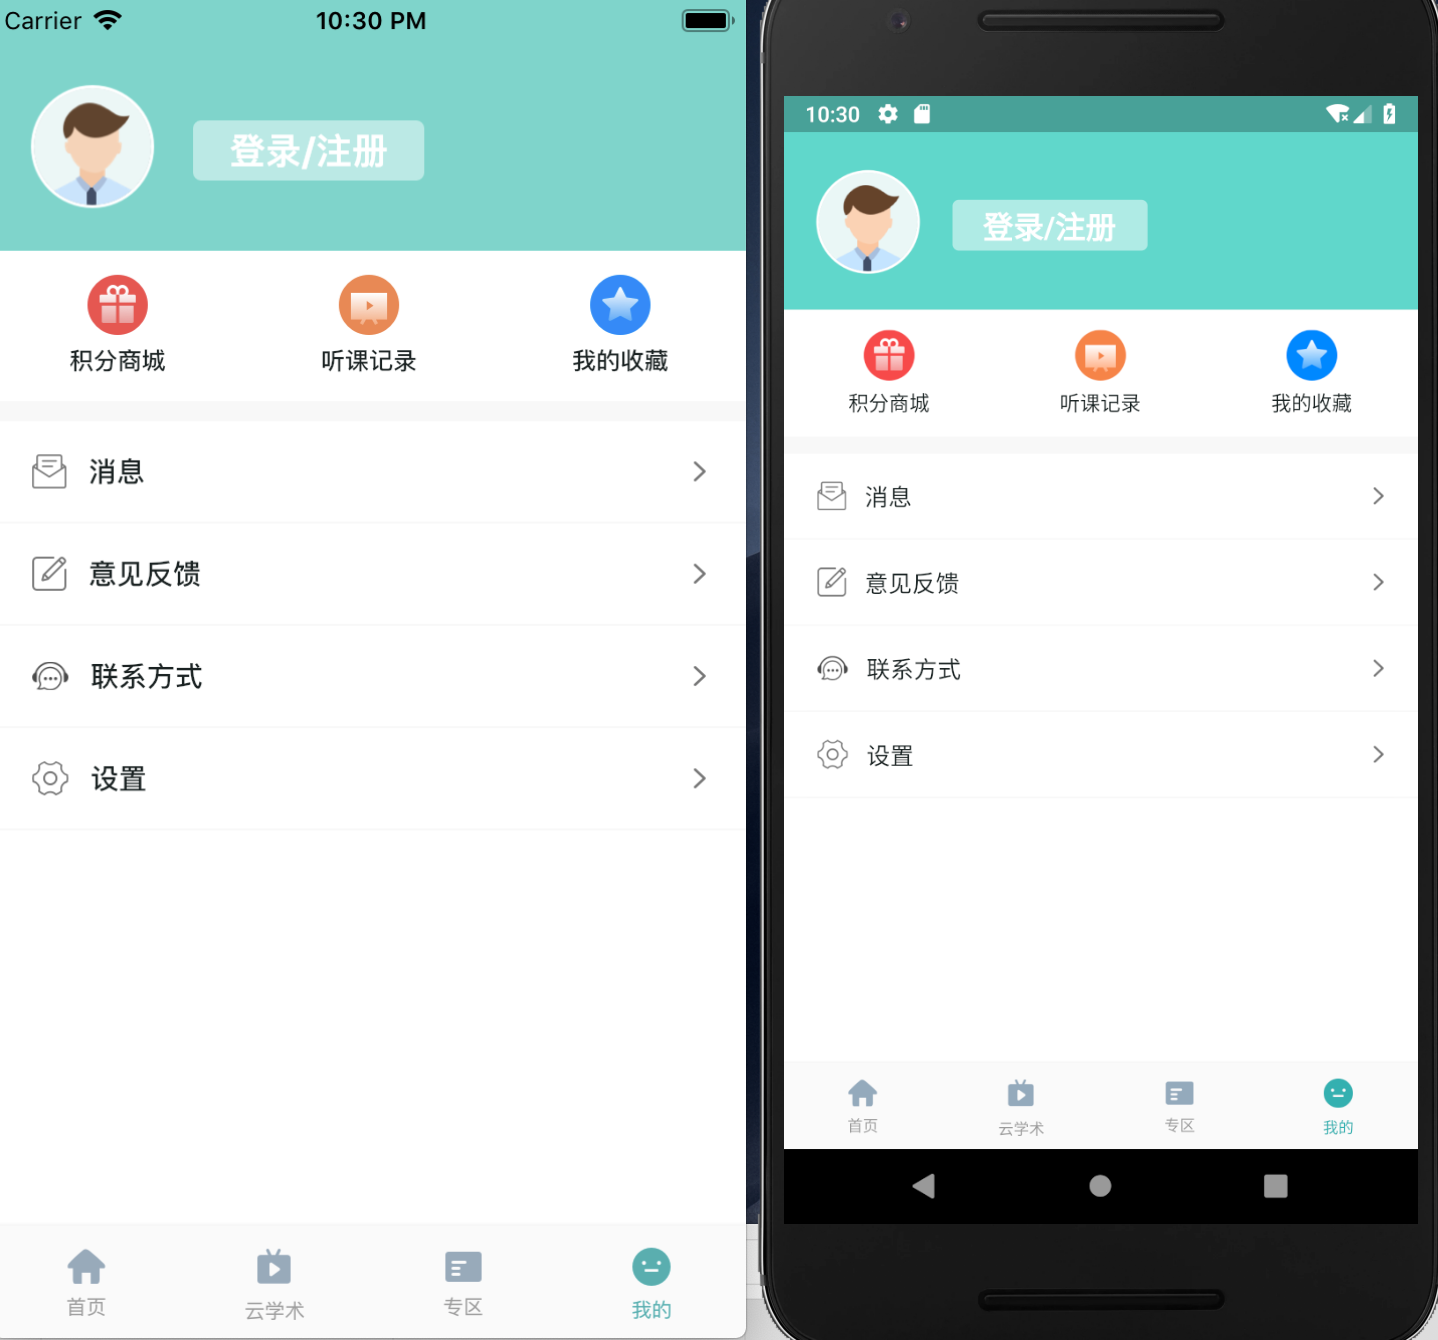 Carrier 10:30 PM
登录/注册
积分商城 听课记录 我的收藏
消息
意见反馈
联系方式
设置
首页 云学术 专区 我的
10:30
登录/注册
积分商城 听课记录 我的收藏
消息
意见反馈
联系方式
设置
首页 云学术 专区 我的